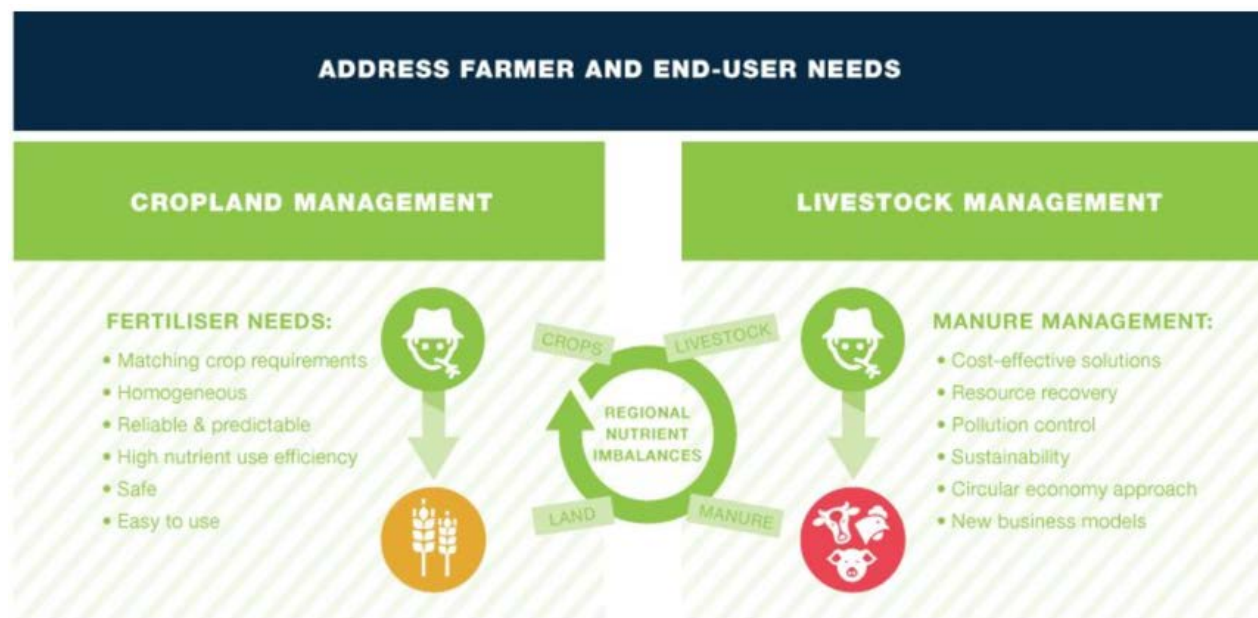 ADDRESS FARMER AND END-USER NEEDS
CROPLAND MANAGEMENT
FERTILISER NEEDS:
• Matching crop requirements
• Homogeneous
• Reliable & predictable
• High nutrient use efficiency
• Safe
• Easy to use
CROPS
LIVESTOCK
REGIONAL
NUTRIENT
IMBALANCES
LAND
MANURE
LIVESTOCK MANAGEMENT
MANURE MANAGEMENT:
• Cost-effective solutions
• Resource recovery
• Pollution control
• Sustainability
• Circular economy approach
• New business models